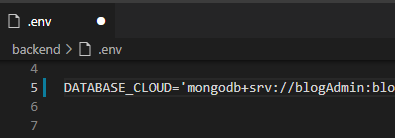 .env
backend > .env
4
5 DATABASE_CLOUD='mongodb+srv://blogAdmin:blo
6
7